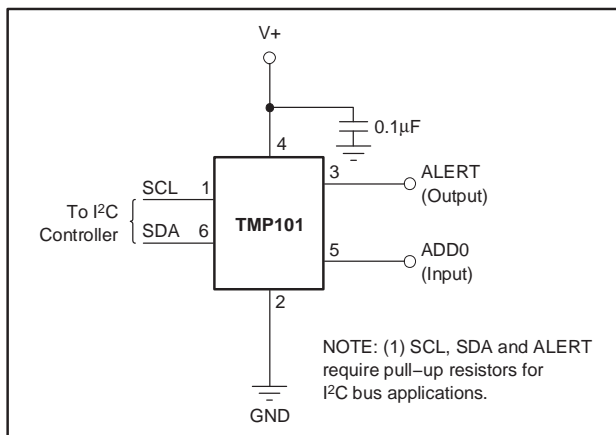 V+
0.1μF
4
3
ALERT
(Output)
SCL
1
To I²C
Controller
TMP101
SDA
6
5
ADD0
(Input)
2
GND
NOTE: (1) SCL, SDA and ALERT
require pull–up resistors for
I²C bus applications.